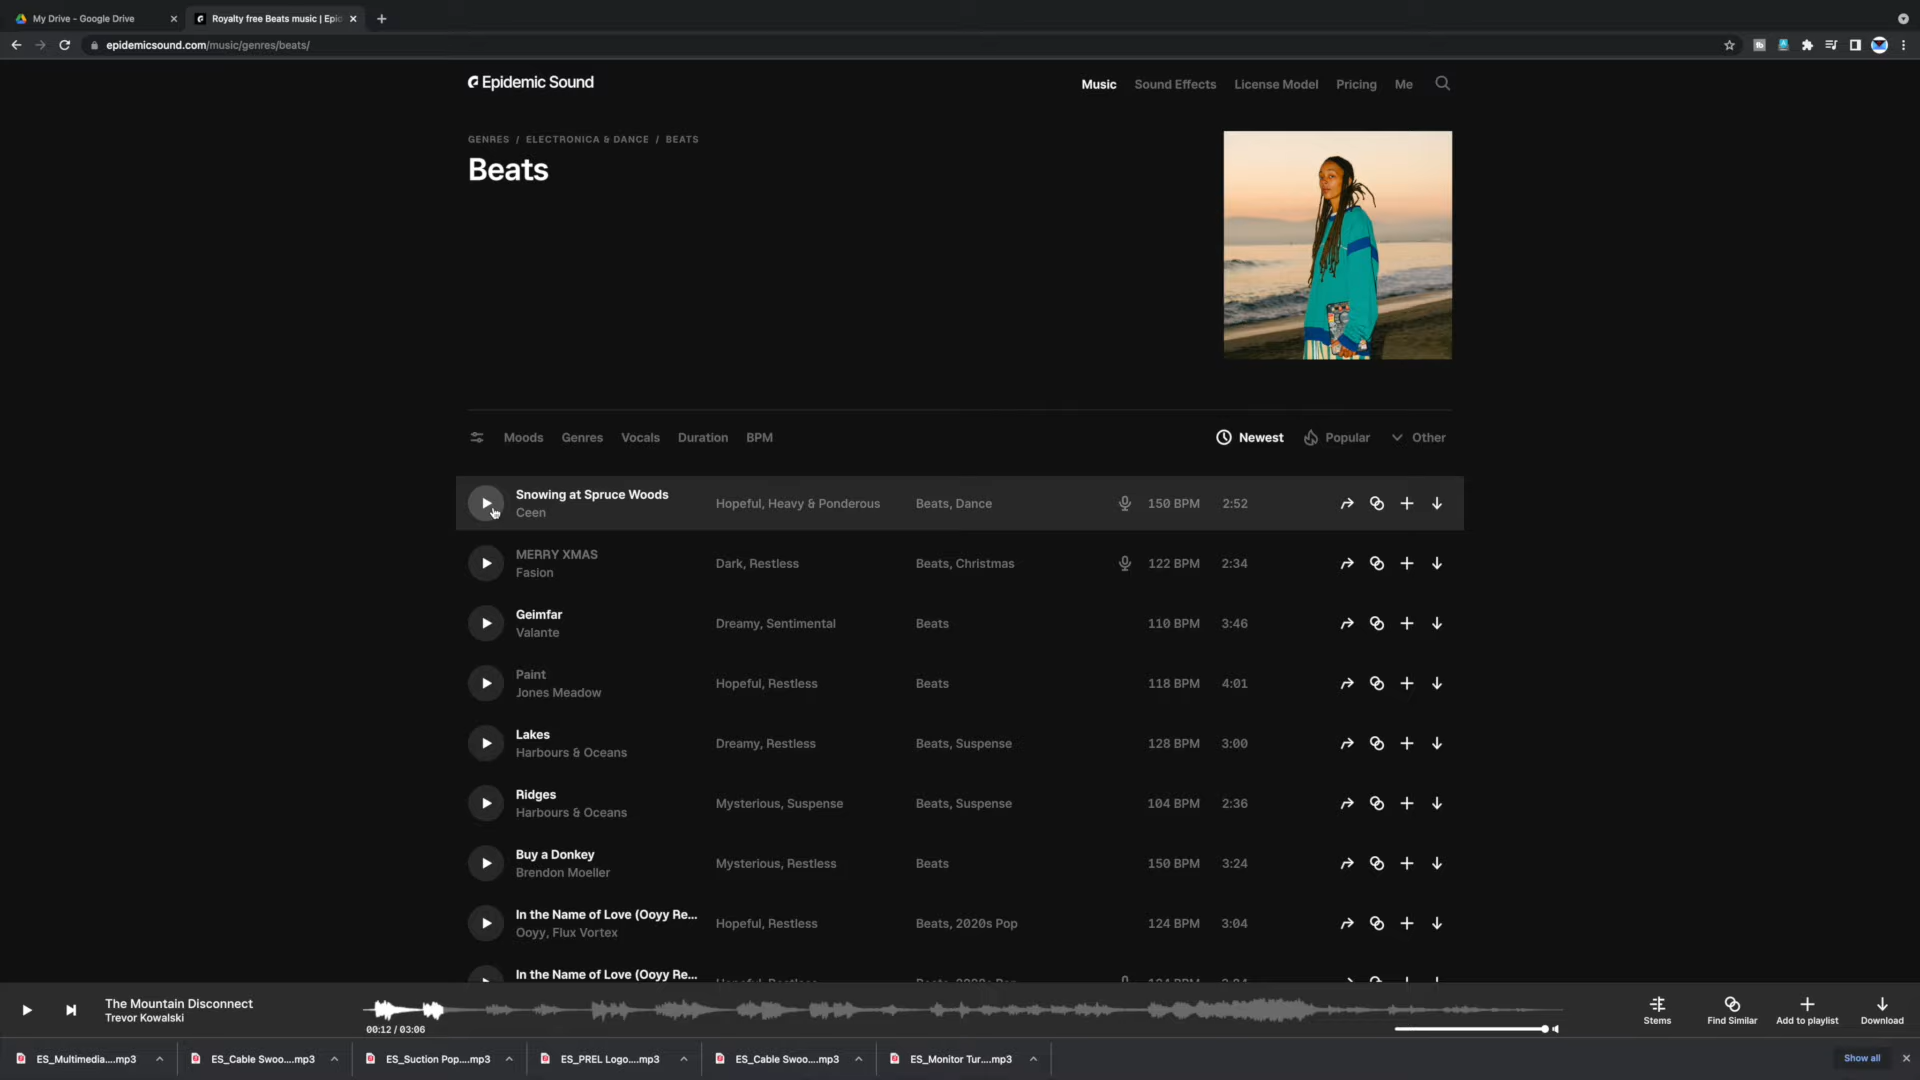 My Drive - Google Drive
Royalty free Beats music | Epi
epidemicsound.com/music/genres/beats/
Epidemic Sound
Music Sound Effects License Model Pricing Me
GENRES / ELECTRONICA & DANCE / BEATS
Beats
Moods Genres Vocals Duration BPM Newest Popular Other
Snowing at Spruce Woods
Ceen
Hopeful, Heavy & Ponderous Beats, Dance 150 BPM 2:52
MERRY XMAS
Fasion
Dark, Restless Beats, Christmas 122 BPM 2:34
Geimfar
Valante
Dreamy, Sentimental Beats 110 BPM 3:46
Paint
Jones Meadow
Hopeful, Restless Beats 118 BPM 4:01
Lakes
Harbours & Oceans
Dreamy, Restless Beats, Suspense 128 BPM 3:00
Ridges
Harbours & Oceans
Mysterious, Suspense Beats, Suspense 104 BPM 2:36
Buy a Donkey
Brendon Moeller
Mysterious, Restless Beats 150 BPM 3:24
In the Name of Love (Ooyy Re...
Ooyy, Flux Vortex
Hopeful, Restless Beats, 2020s Pop 124 BPM 3:04
In the Name of Love (Ooyy Re...
The Mountain Disconnect
Trevor Kowalski
00:12 / 03:06
Stems Find Similar Add to playlist Download
ES_Multimedia....mp3 ES_Cable Swoo....mp3 ES_Suction Pop....mp3 ES_PREL Logo....mp3 ES_Cable Swoo....mp3 ES_Monitor Tur....mp3 Show all